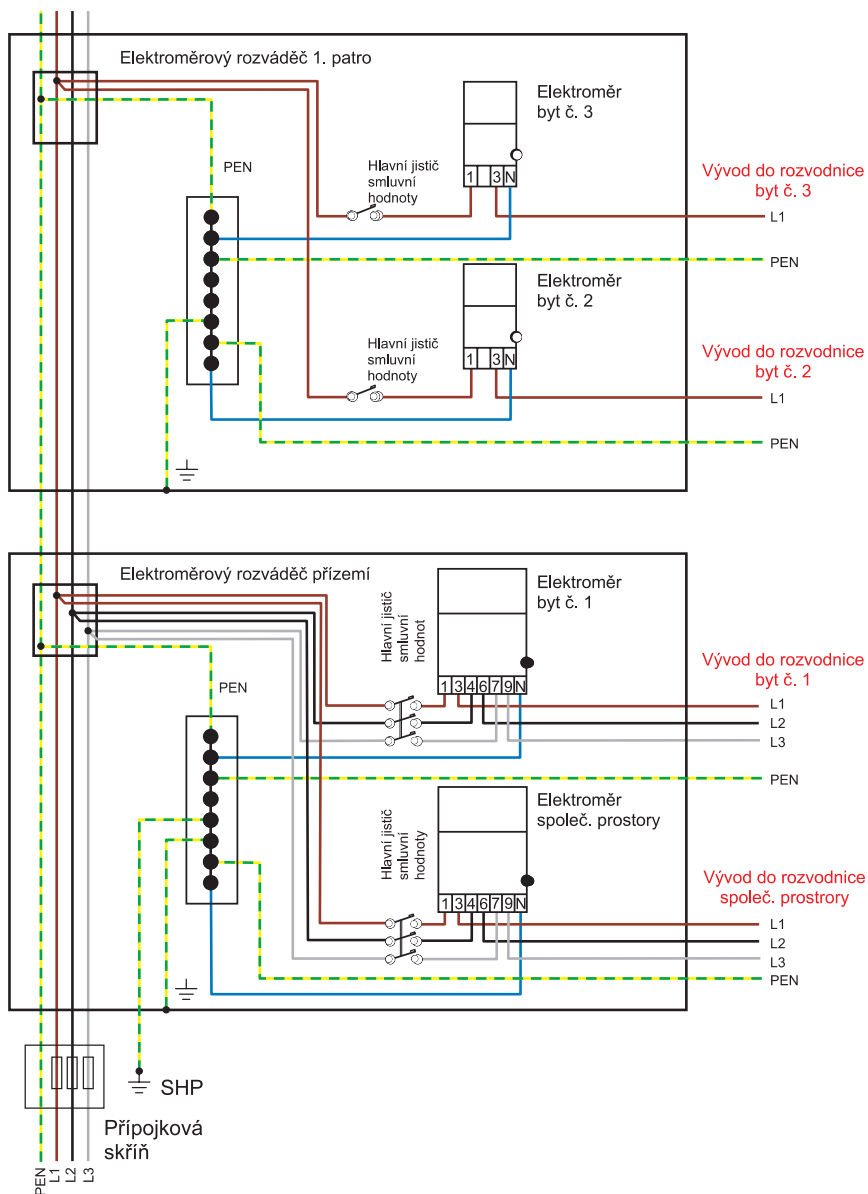 Elektroměrový rozváděč 1. patro
Elektroměr
byt č. 3
PEN
Hlavní jistič
smluvní
hodnoty
1 3 N
Vývod do rozvodnice
byt č. 3
L1
PEN
Elektroměr
byt č. 2
Hlavní jistič
smluvní
hodnoty
1 3 N
Vývod do rozvodnice
byt č. 2
L1
PEN
Elektroměrový rozváděč přízemí
Elektroměr
byt č. 1
Hlavní jistič
smluvní
hodnot
PEN
1 3 4 6 7 9 N
Vývod do rozvodnice
byt č. 1
L1
L2
L3
PEN
Elektroměr
společ. prostory
Hlavní jistič
smluvní
hodnoty
1 3 4 6 7 9 N
Vývod do rozvodnice
společ. prostrory
L1
L2
L3
PEN
SHP
Přípojková
skříň
PEN
L1
L2
L3